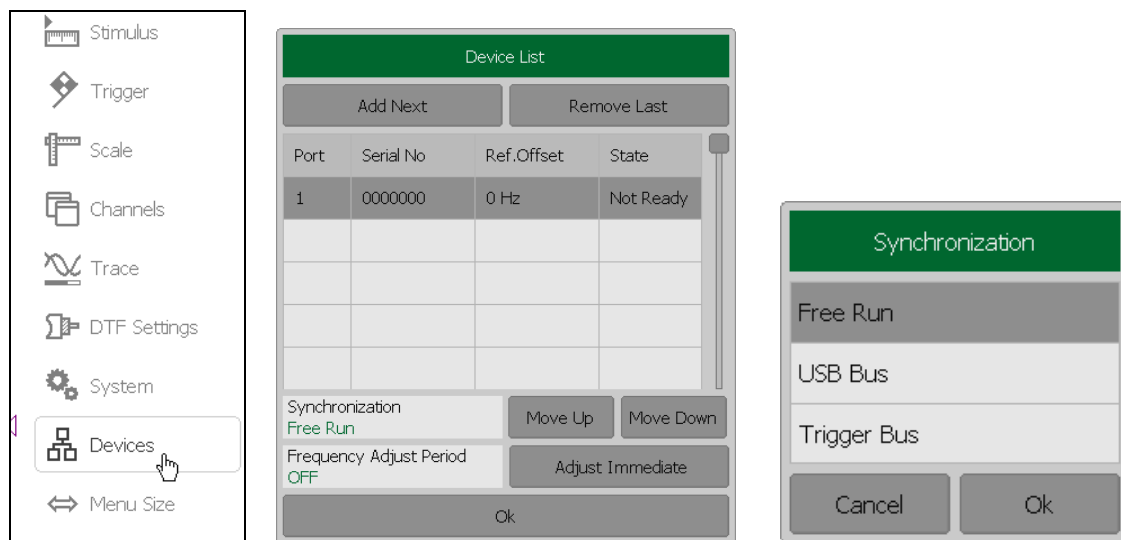 Stimulus
Trigger
Scale
Channels
Trace
DTF Settings
System
Devices
Menu Size
Device List
Add Next Remove Last
Port Serial No Ref.Offset State
1 0000000 0 Hz Not Ready
Synchronization
Free Run
Move Up Move Down
Frequency Adjust Period
OFF
Adjust Immediate
Ok
Synchronization
Free Run
USB Bus
Trigger Bus
Cancel Ok